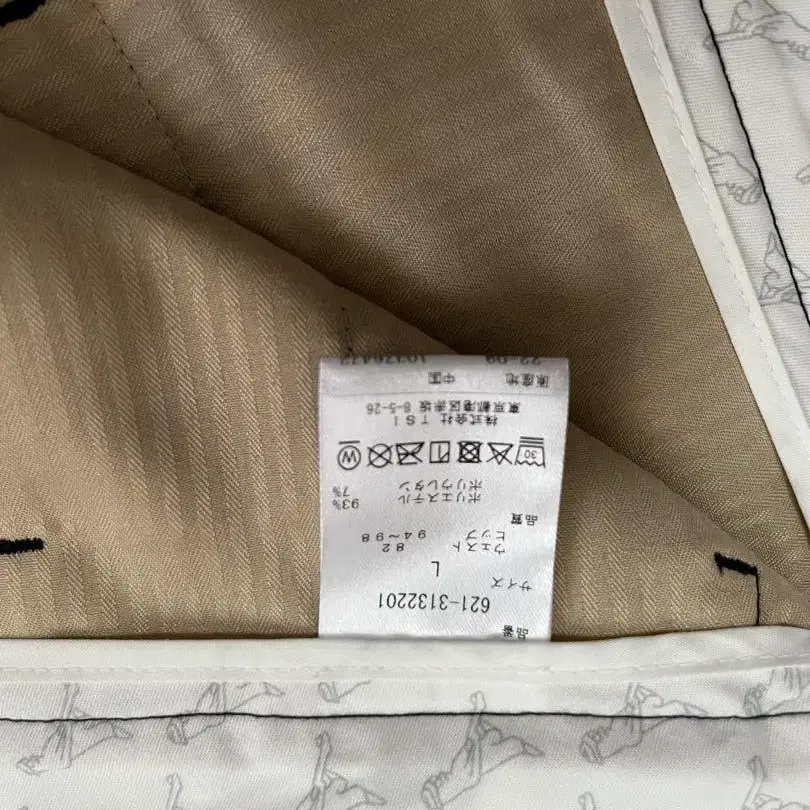 品番
621-3132201
サイズ
L
ウェスト 82
ヒップ 94~98
品質
ポリエステル 93%
ポリウレタン 7%
30
W
株式会社 TSI
東京都港区赤坂 8-5-26
原産地 中国
22-09